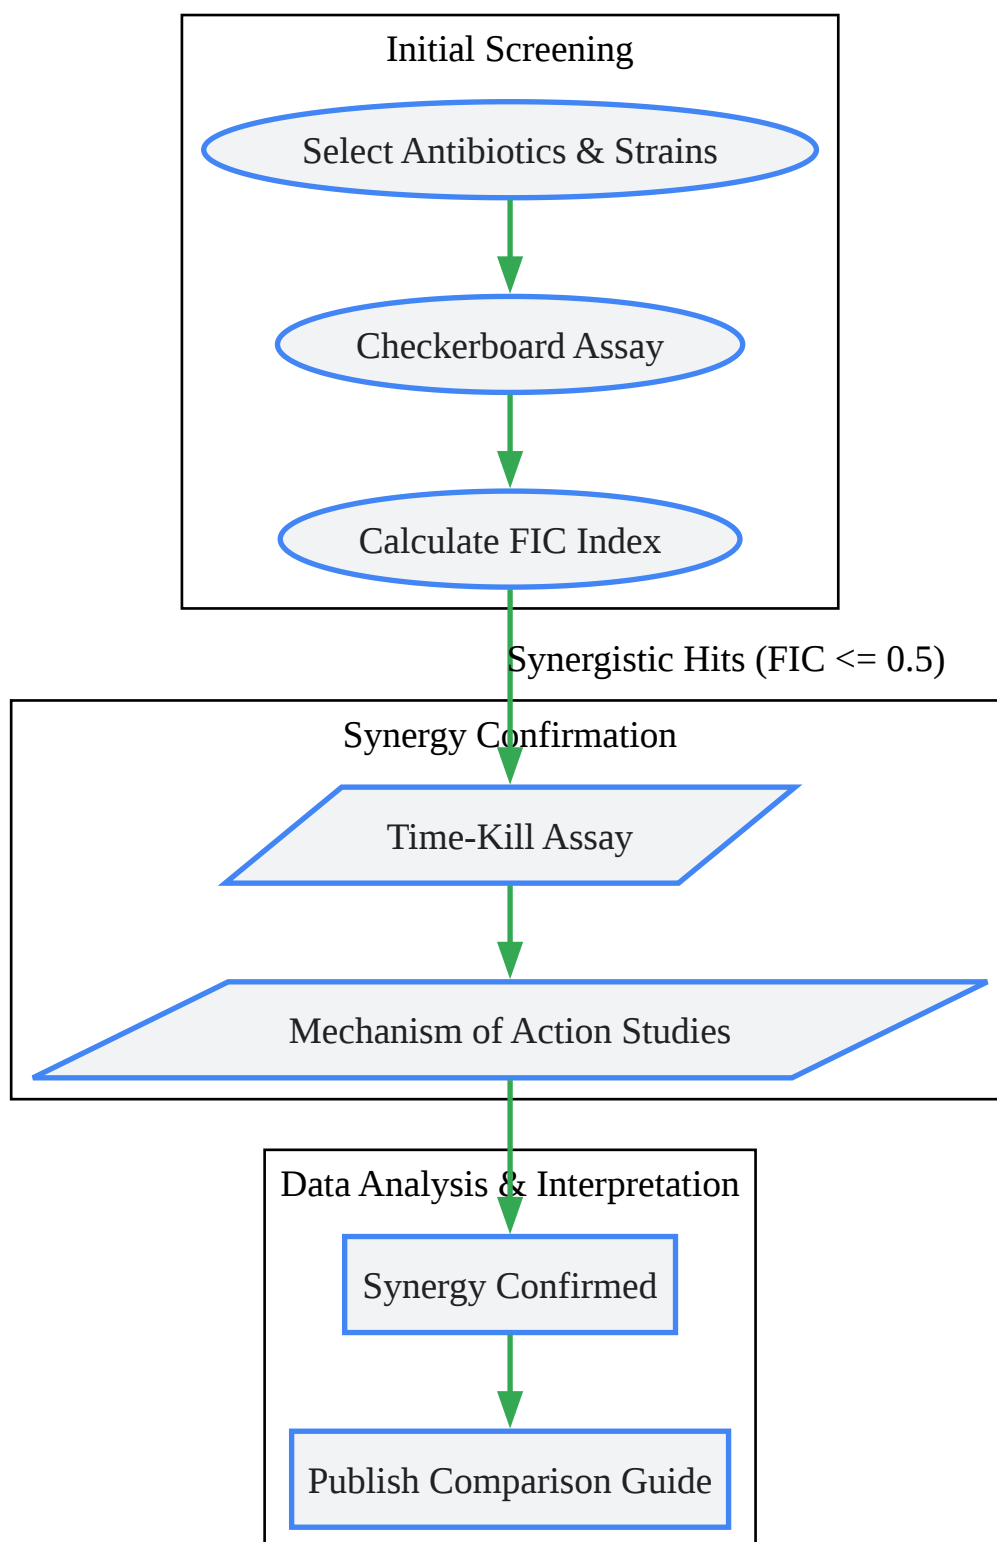 Initial Screening
Select Antibiotics & Strains
Checkerboard Assay
Calculate FIC Index
Synergistic Hits (FIC <= 0.5)
Synergy Confirmation
Time-Kill Assay
Mechanism of Action Studies
Data Analysis & Interpretation
Synergy Confirmed
Publish Comparison Guide